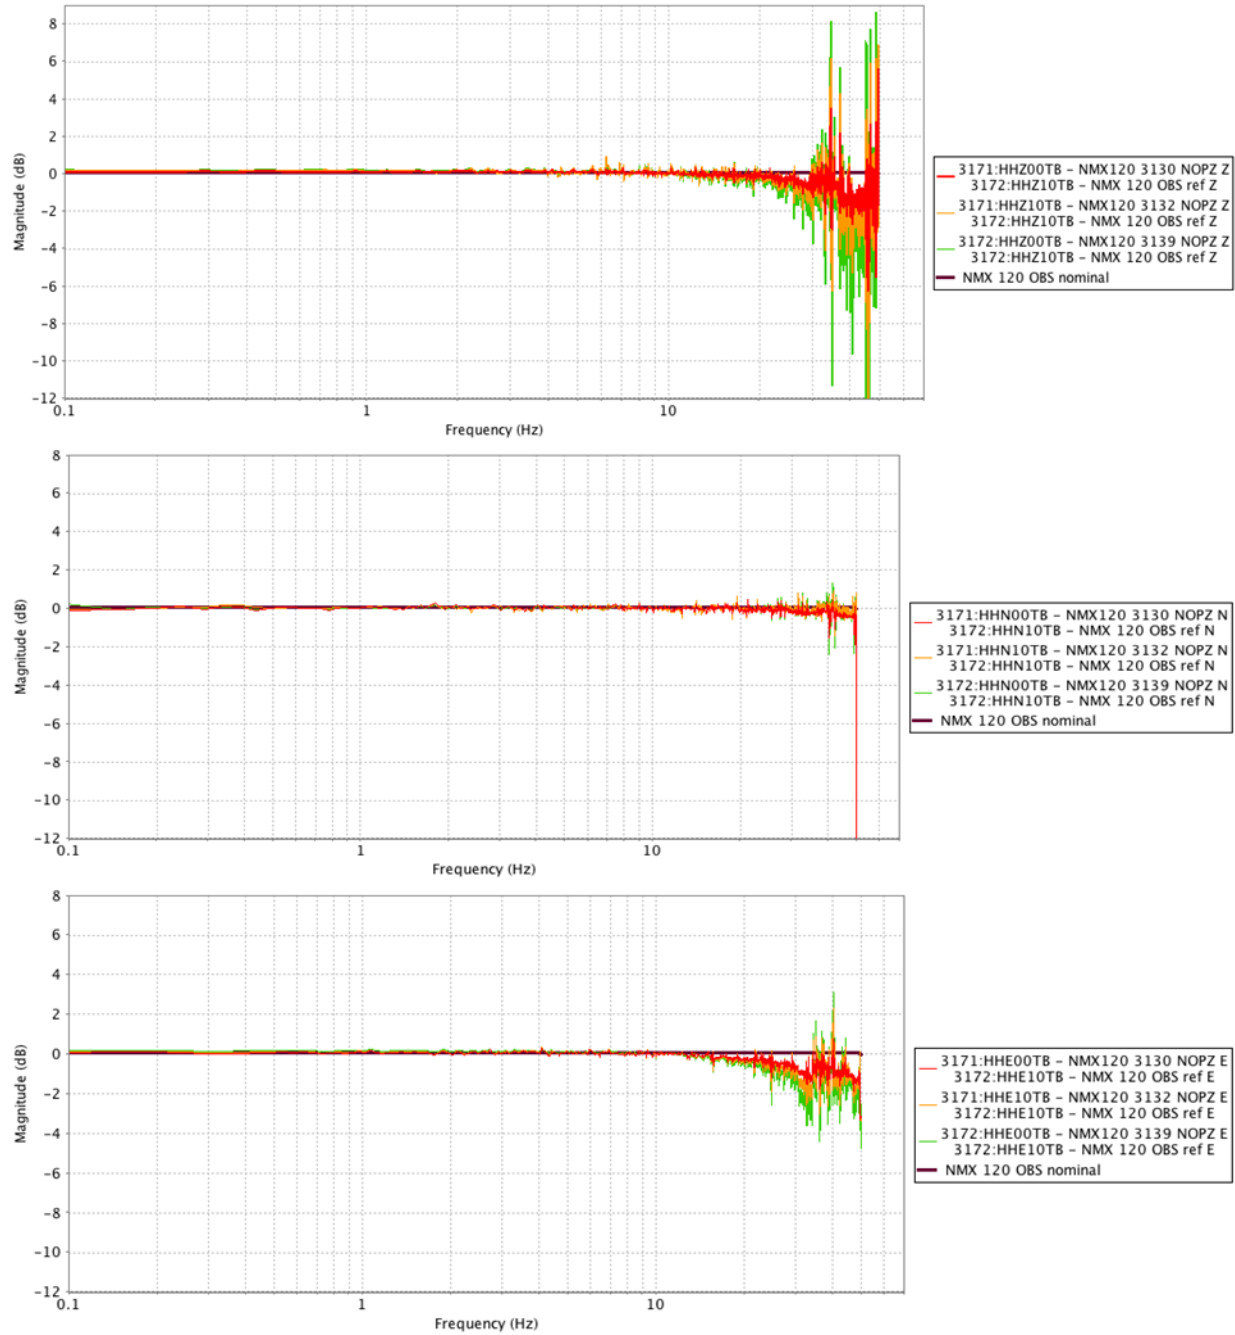 8
6
4
2
0
-2
-4
-6
-8
-10
-12
Magnitude (dB)
0.1
1
10
Frequency (Hz)
3171:HHZ00TB - NMX120 3130 NOPZ Z
3172:HHZ10TB - NMX 120 OBS ref Z
3171:HHZ10TB - NMX120 3132 NOPZ Z
3172:HHZ10TB - NMX 120 OBS ref Z
3172:HHZ00TB - NMX120 3139 NOPZ Z
3172:HHZ10TB - NMX 120 OBS ref Z
NMX 120 OBS nominal
8
6
4
2
0
-2
-4
-6
-8
-10
-12
Magnitude (dB)
0.1
1
10
Frequency (Hz)
3171:HHN00TB - NMX120 3130 NOPZ N
3172:HHN10TB - NMX 120 OBS ref N
3171:HHN10TB - NMX120 3132 NOPZ N
3172:HHN10TB - NMX 120 OBS ref N
3172:HHN00TB - NMX120 3139 NOPZ N
3172:HHN10TB - NMX 120 OBS ref N
NMX 120 OBS nominal
8
6
4
2
0
-2
-4
-6
-8
-10
-12
Magnitude (dB)
0.1
1
10
Frequency (Hz)
3171:HHE00TB - NMX120 3130 NOPZ E
3172:HHE10TB - NMX 120 OBS ref E
3171:HHE10TB - NMX120 3132 NOPZ E
3172:HHE10TB - NMX 120 OBS ref E
3172:HHE00TB - NMX120 3139 NOPZ E
3172:HHE10TB - NMX 120 OBS ref E
NMX 120 OBS nominal